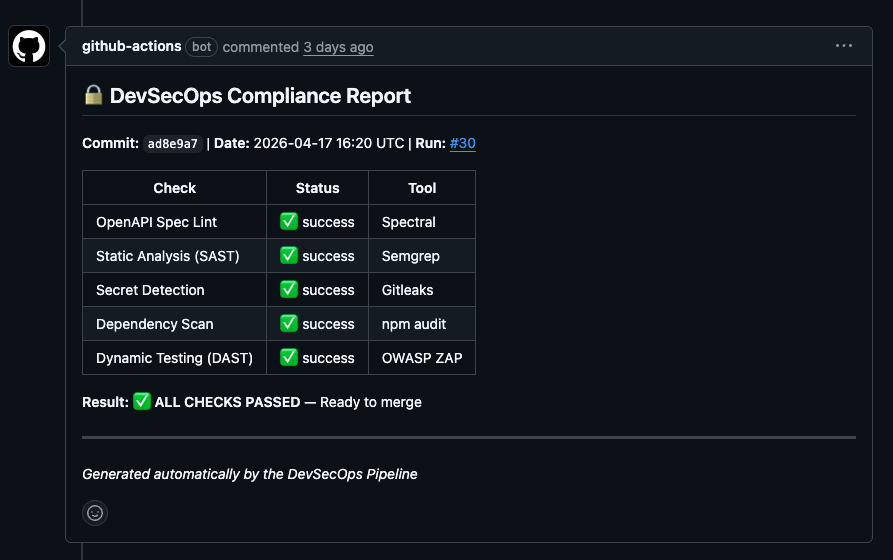 github-actions bot commented 3 days ago
🔒 DevSecOps Compliance Report
Commit: ad8e9a7 | Date: 2026-04-17 16:20 UTC | Run: #30
Check Status Tool
OpenAPI Spec Lint ✅ success Spectral
Static Analysis (SAST) ✅ success Semgrep
Secret Detection ✅ success Gitleaks
Dependency Scan ✅ success npm audit
Dynamic Testing (DAST) ✅ success OWASP ZAP
Result: ✅ ALL CHECKS PASSED — Ready to merge
Generated automatically by the DevSecOps Pipeline